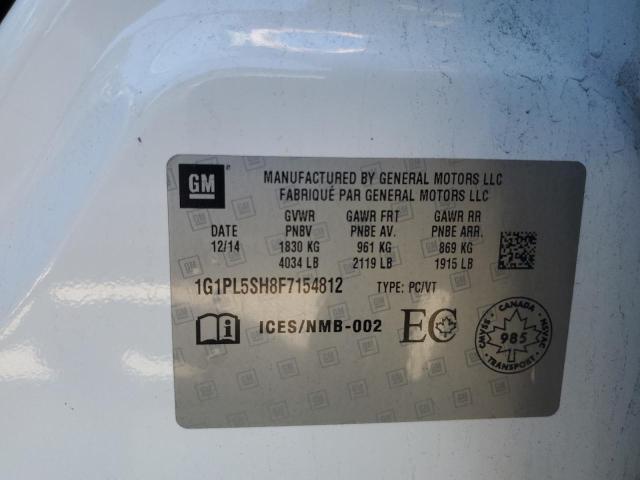 GM
MANUFACTURED BY GENERAL MOTORS LLC
FABRIQUÉ PAR GENERAL MOTORS LLC
GVWR GAWR FRT GAWR RR
DATE PNBV PNBE AV. PNBE ARR.
12/14 1830 KG 961 KG 869 KG
4034 LB 2119 LB 1915 LB
1G1PL5SH8F7154812 TYPE: PC/VT
ICES/NMB-002 EC
CANADA
CMVSS 985 NSVAC
TRANSPORT